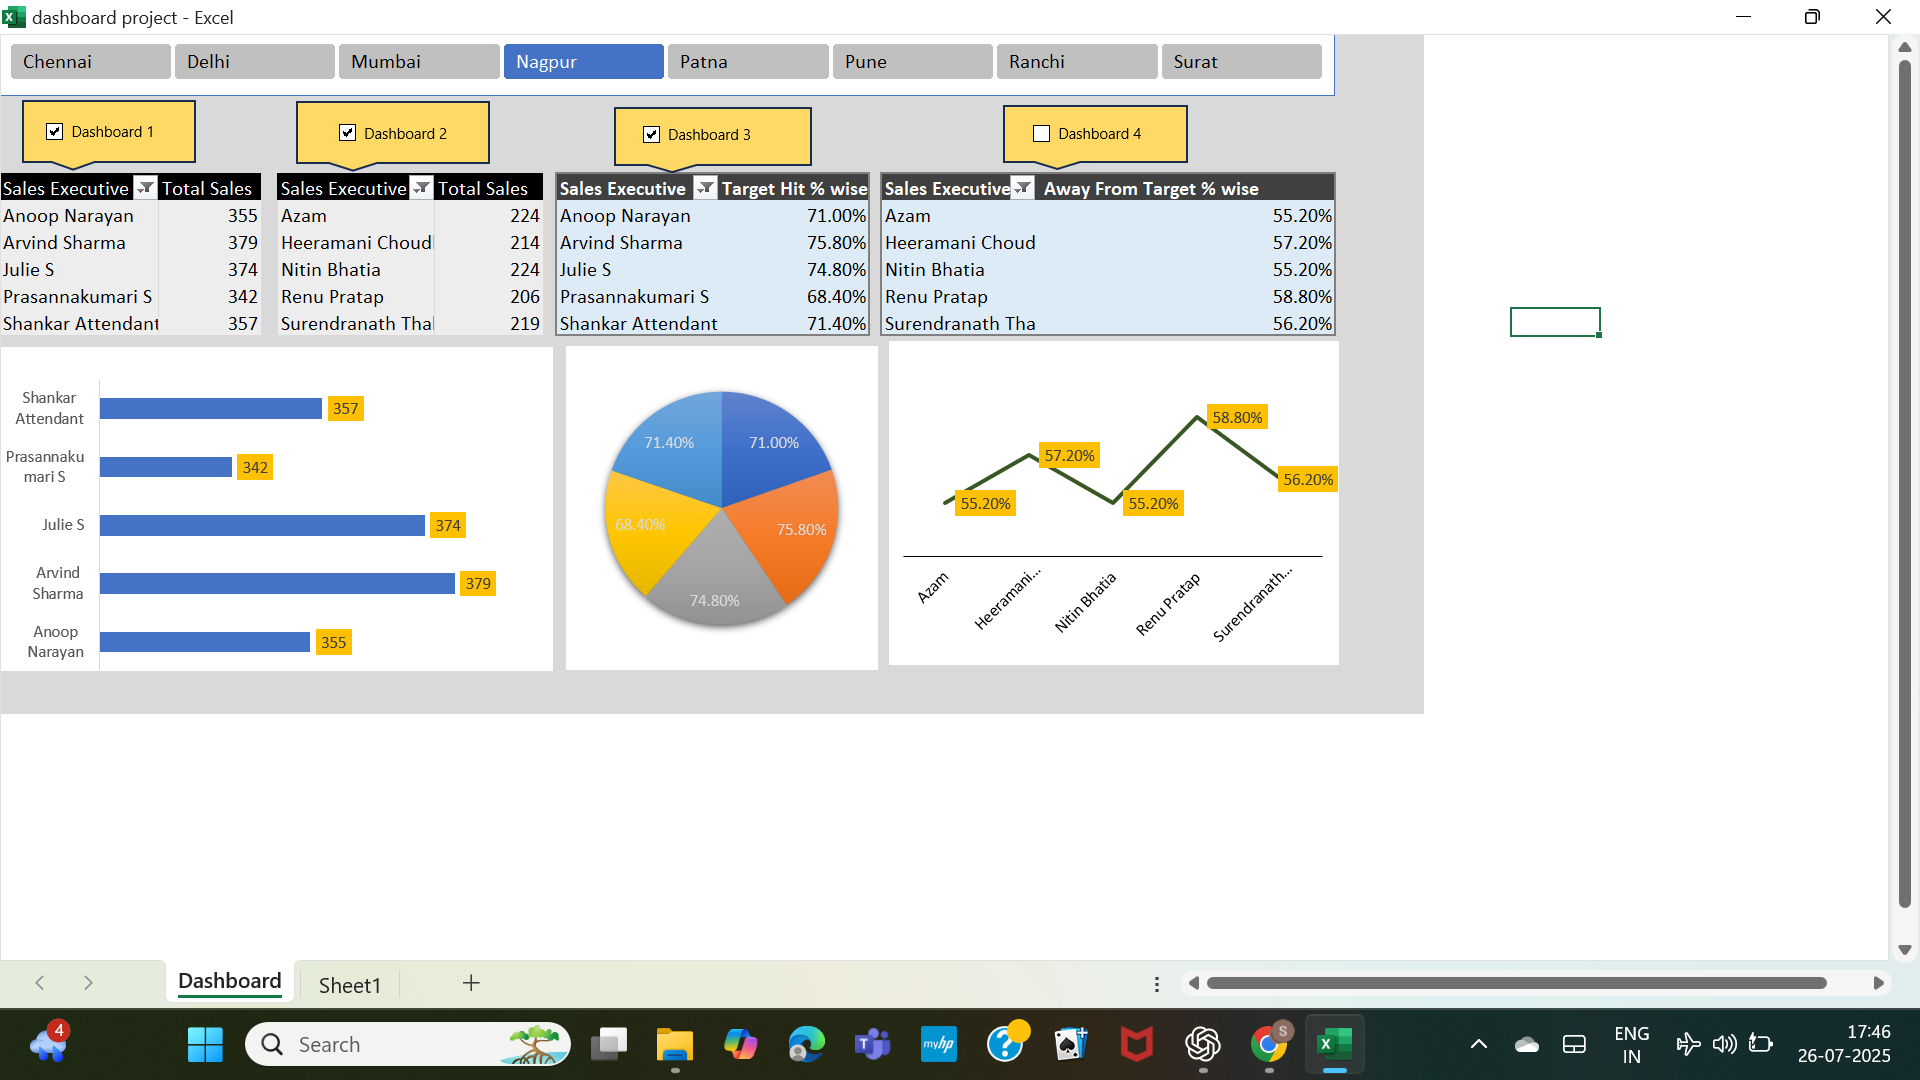 dashboard project - Excel
Chennai Delhi Mumbai Nagpur Patna Pune Ranchi Surat
Dashboard 1 Dashboard 2 Dashboard 3 Dashboard 4
Sales Executive Total Sales Sales Executive Total Sales Sales Executive Target Hit % wise Sales Executive Away From Target % wise
Anoop Narayan 355 Azam 224 Anoop Narayan 71.00% Azam 55.20%
Arvind Sharma 379 Heeramani Choud 214 Arvind Sharma 75.80% Heeramani Choud 57.20%
Julie S 374 Nitin Bhatia 224 Julie S 74.80% Nitin Bhatia 55.20%
Prasannakumari S 342 Renu Pratap 206 Prasannakumari S 68.40% Renu Pratap 58.80%
Shankar Attendant 357 Surendranath Tha 219 Shankar Attendant 71.40% Surendranath Tha 56.20%
Shankar
Attendant
357
Prasannaku
mari S
342
Julie S
374
Arvind
Sharma
379
Anoop
Narayan
355
71.40% 71.00%
68.40% 75.80%
74.80%
58.80%
57.20%
56.20%
55.20% 55.20%
Azam Heeramani... Nitin Bhatia Renu Pratap Surendranath...
Dashboard Sheet1
4
Search
myhp
S
ENG
IN
17:46
26-07-2025